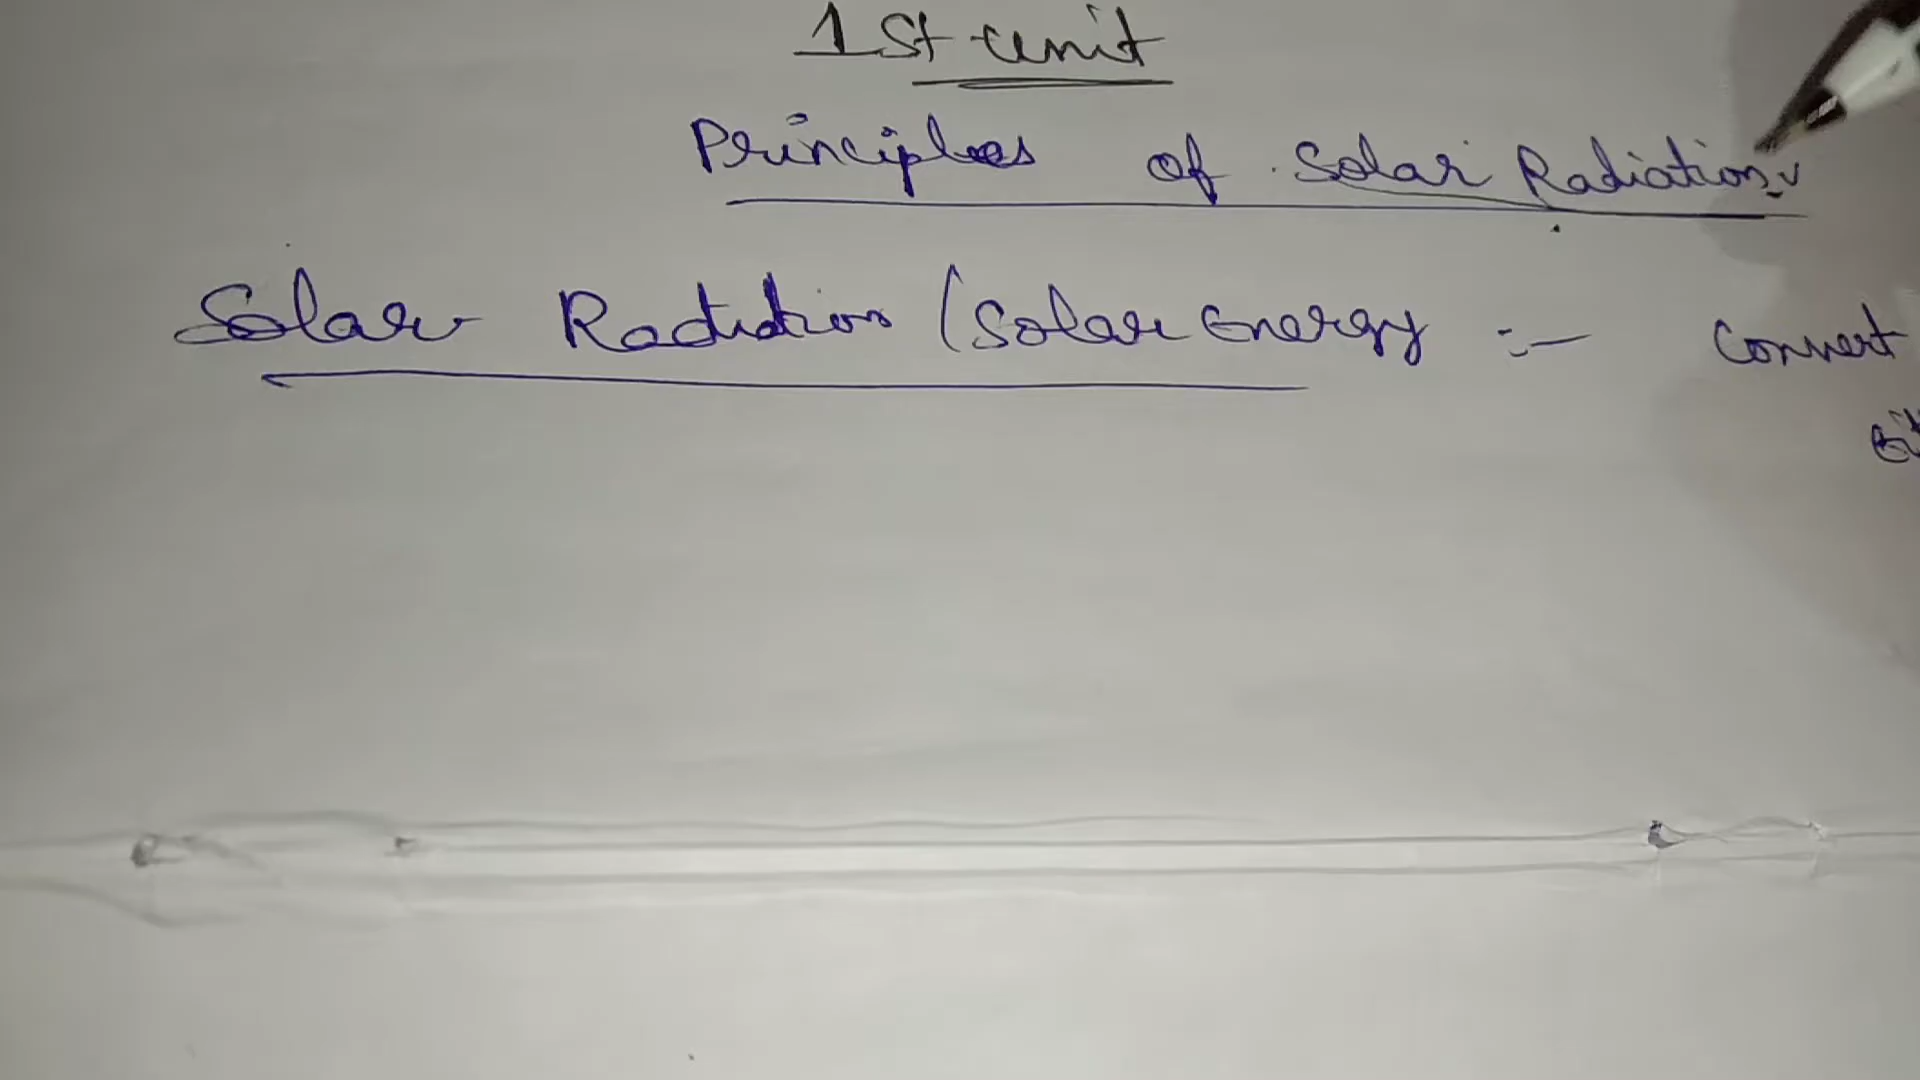 1st unit
Principles of Solar Radiation
Solar Radiation (Solar Energy :- Convert